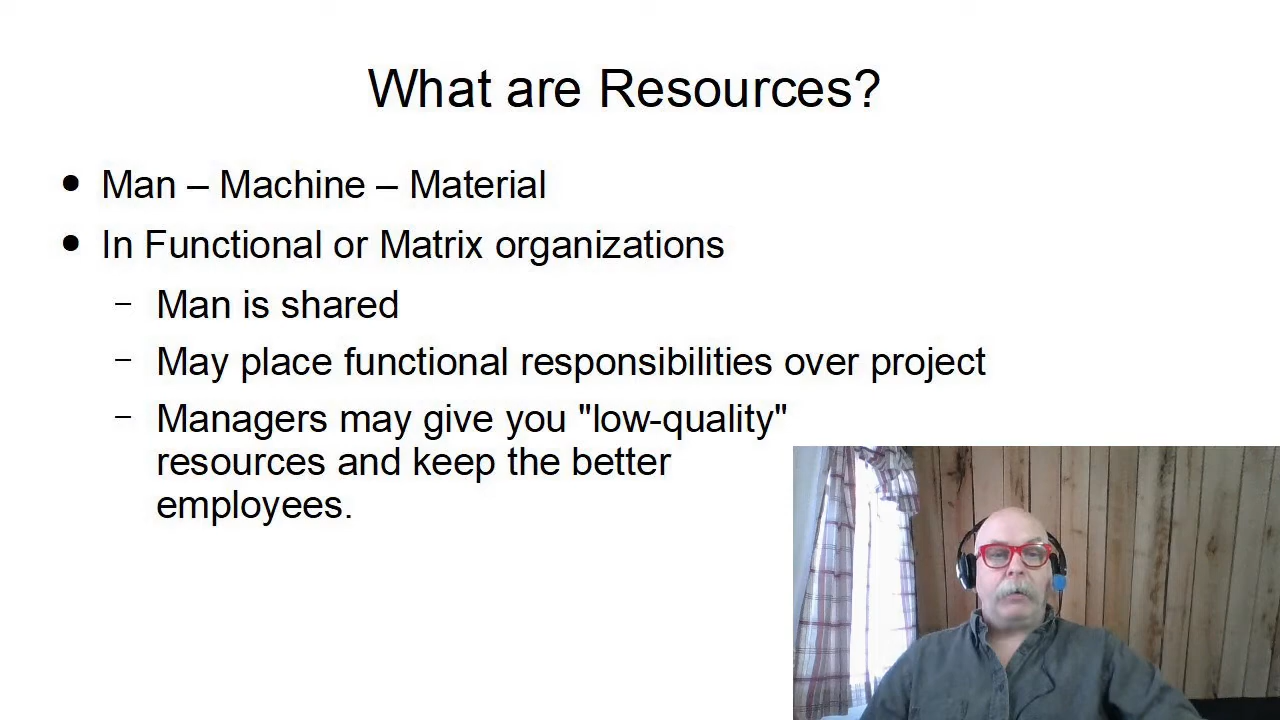 What are Resources?
● Man – Machine – Material
● In Functional or Matrix organizations
– Man is shared
– May place functional responsibilities over project
– Managers may give you "low-quality"
resources and keep the better
employees.